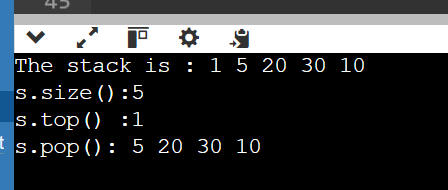 45
The stack is : 1 5 20 30 10
s.size():5
s.top() :1
s.pop(): 5 20 30 10
t